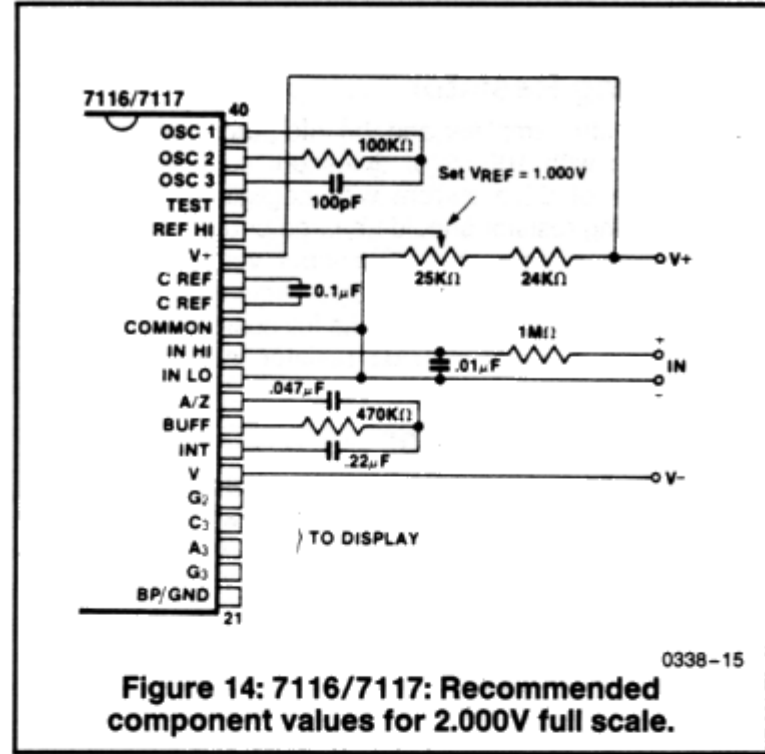 7116/7117
40
OSC 1
OSC 2
OSC 3
TEST
REF HI
V+
C REF
C REF
COMMON
IN HI
IN LO
A/Z
BUFF
INT
V
G2
C3
A3
G3
BP/GND
21
100KΩ
100pF
Set VREF = 1.000V
25KΩ
24KΩ
V+
0.1μF
1MΩ
+
IN
-
.01μF
.047μF
470KΩ
.22μF
V-
TO DISPLAY
0338-15
Figure 14: 7116/7117: Recommended
component values for 2.000V full scale.